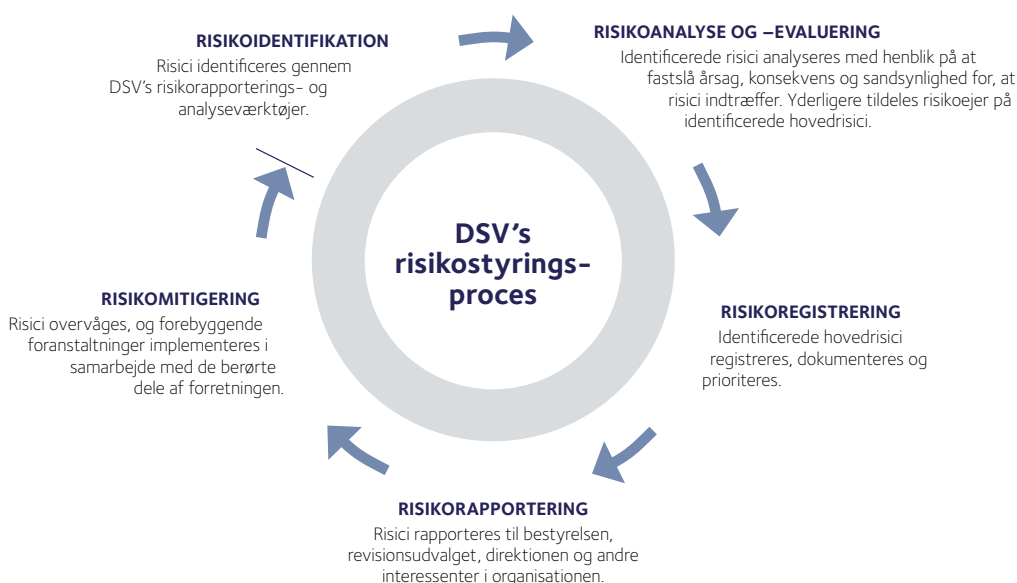 RISIKOIDENTIFIKATION
Risici identificeres gennem
DSV's risikorapporterings- og
analyseværktøjer.
RISIKOANALYSE OG –EVALUERING
Identificerede risici analyseres med henblik på at
fastslå årsag, konsekvens og sandsynlighed for, at
risici indtræffer. Yderligere tildeles risikoejer på
identificerede hovedrisici.
DSV's
risikostyrings-
proces
RISIKOREGISTRERING
Identificerede hovedrisici
registreres, dokumenteres og
prioriteres.
RISIKORAPPORTERING
Risici rapporteres til bestyrelsen,
revisionsudvalget, direktionen og andre
interessenter i organisationen.
RISIKOMITIGERING
Risici overvåges, og forebyggende
foranstaltninger implementeres i
samarbejde med de berørte
dele af forretningen.